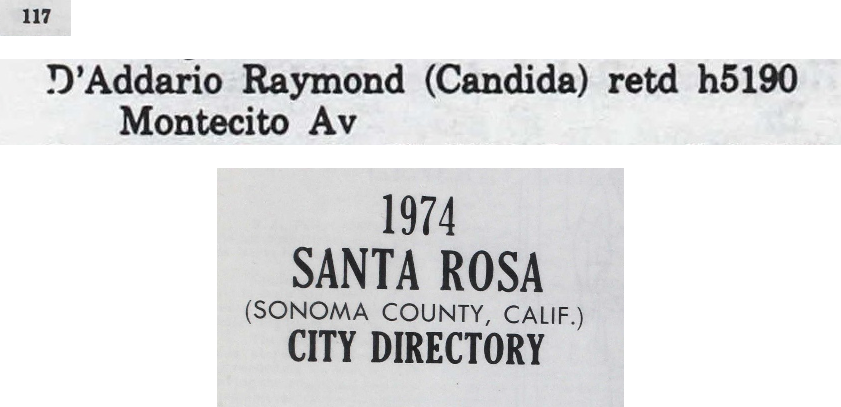 117
D'Addario Raymond (Candida) retd h5190
Montecito Av
1974
SANTA ROSA
(SONOMA COUNTY, CALIF.)
CITY DIRECTORY